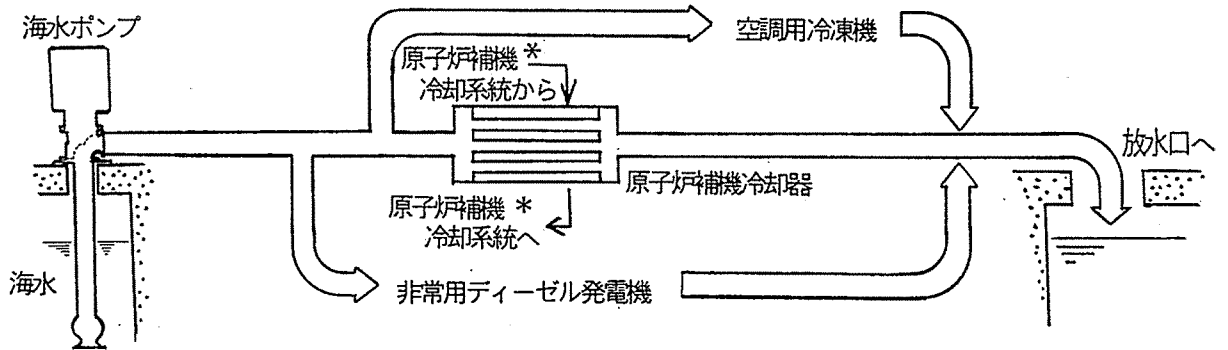 海水ポンプ
空調用冷凍機
原子炉補機*
冷却系統から
放水口へ
原子炉補機冷却器
原子炉補機*
冷却系統へ
海水
非常用ディーゼル発電機